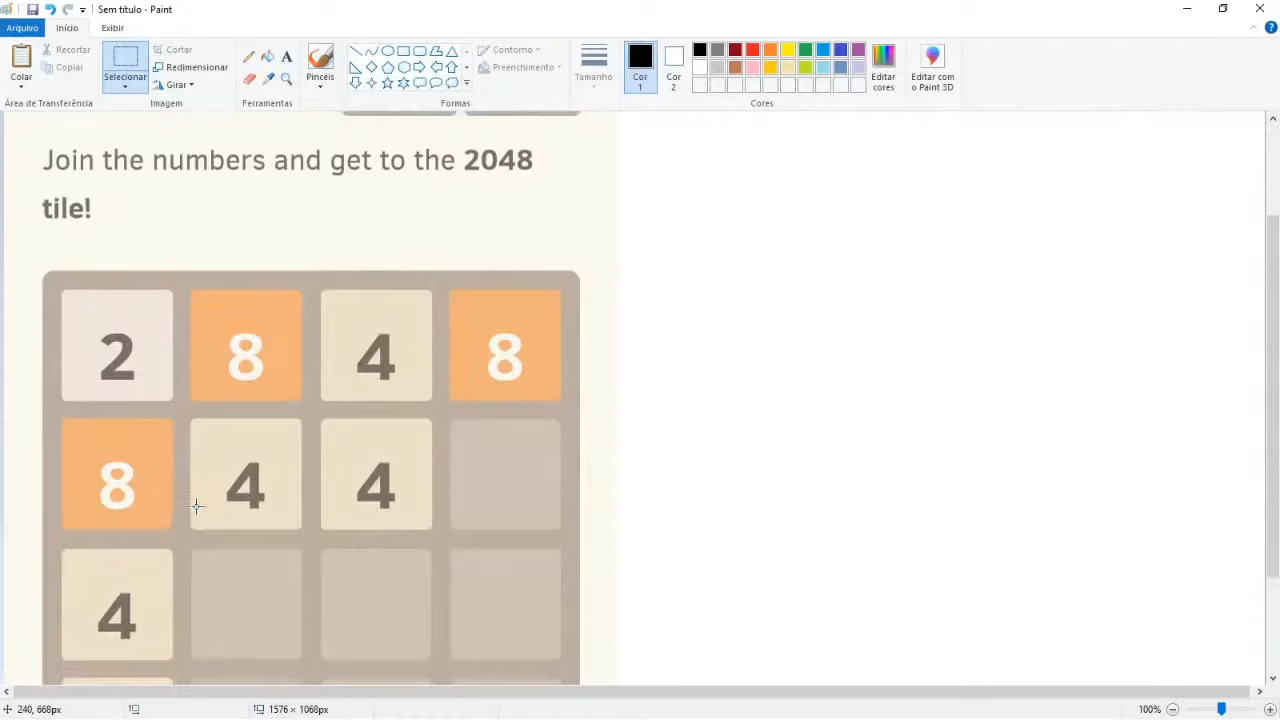 Sem título - Paint
Arquivo Início Exibir
Colar
Recortar
Copiar
Área de Transferência
Selecionar
Cortar
Redimensionar
Girar
Imagem
A
Ferramentas
Pincéis
Contorno
Preenchimento
Formas
Tamanho
Cor
1
Cor
2
Editar
cores
Cores
Editar com
o Paint 3D
Join the numbers and get to the 2048
tile!
2 8 4 8
8 4 4
4
240, 668px 1576 × 1068px 100%